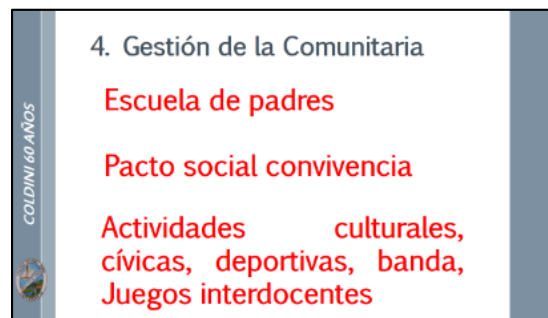 4. Gestión de la Comunitaria
Escuela de padres
Pacto social convivencia
Actividades culturales,
cívicas, deportivas, banda,
Juegos interdocentes
COLDINI 60 AÑOS